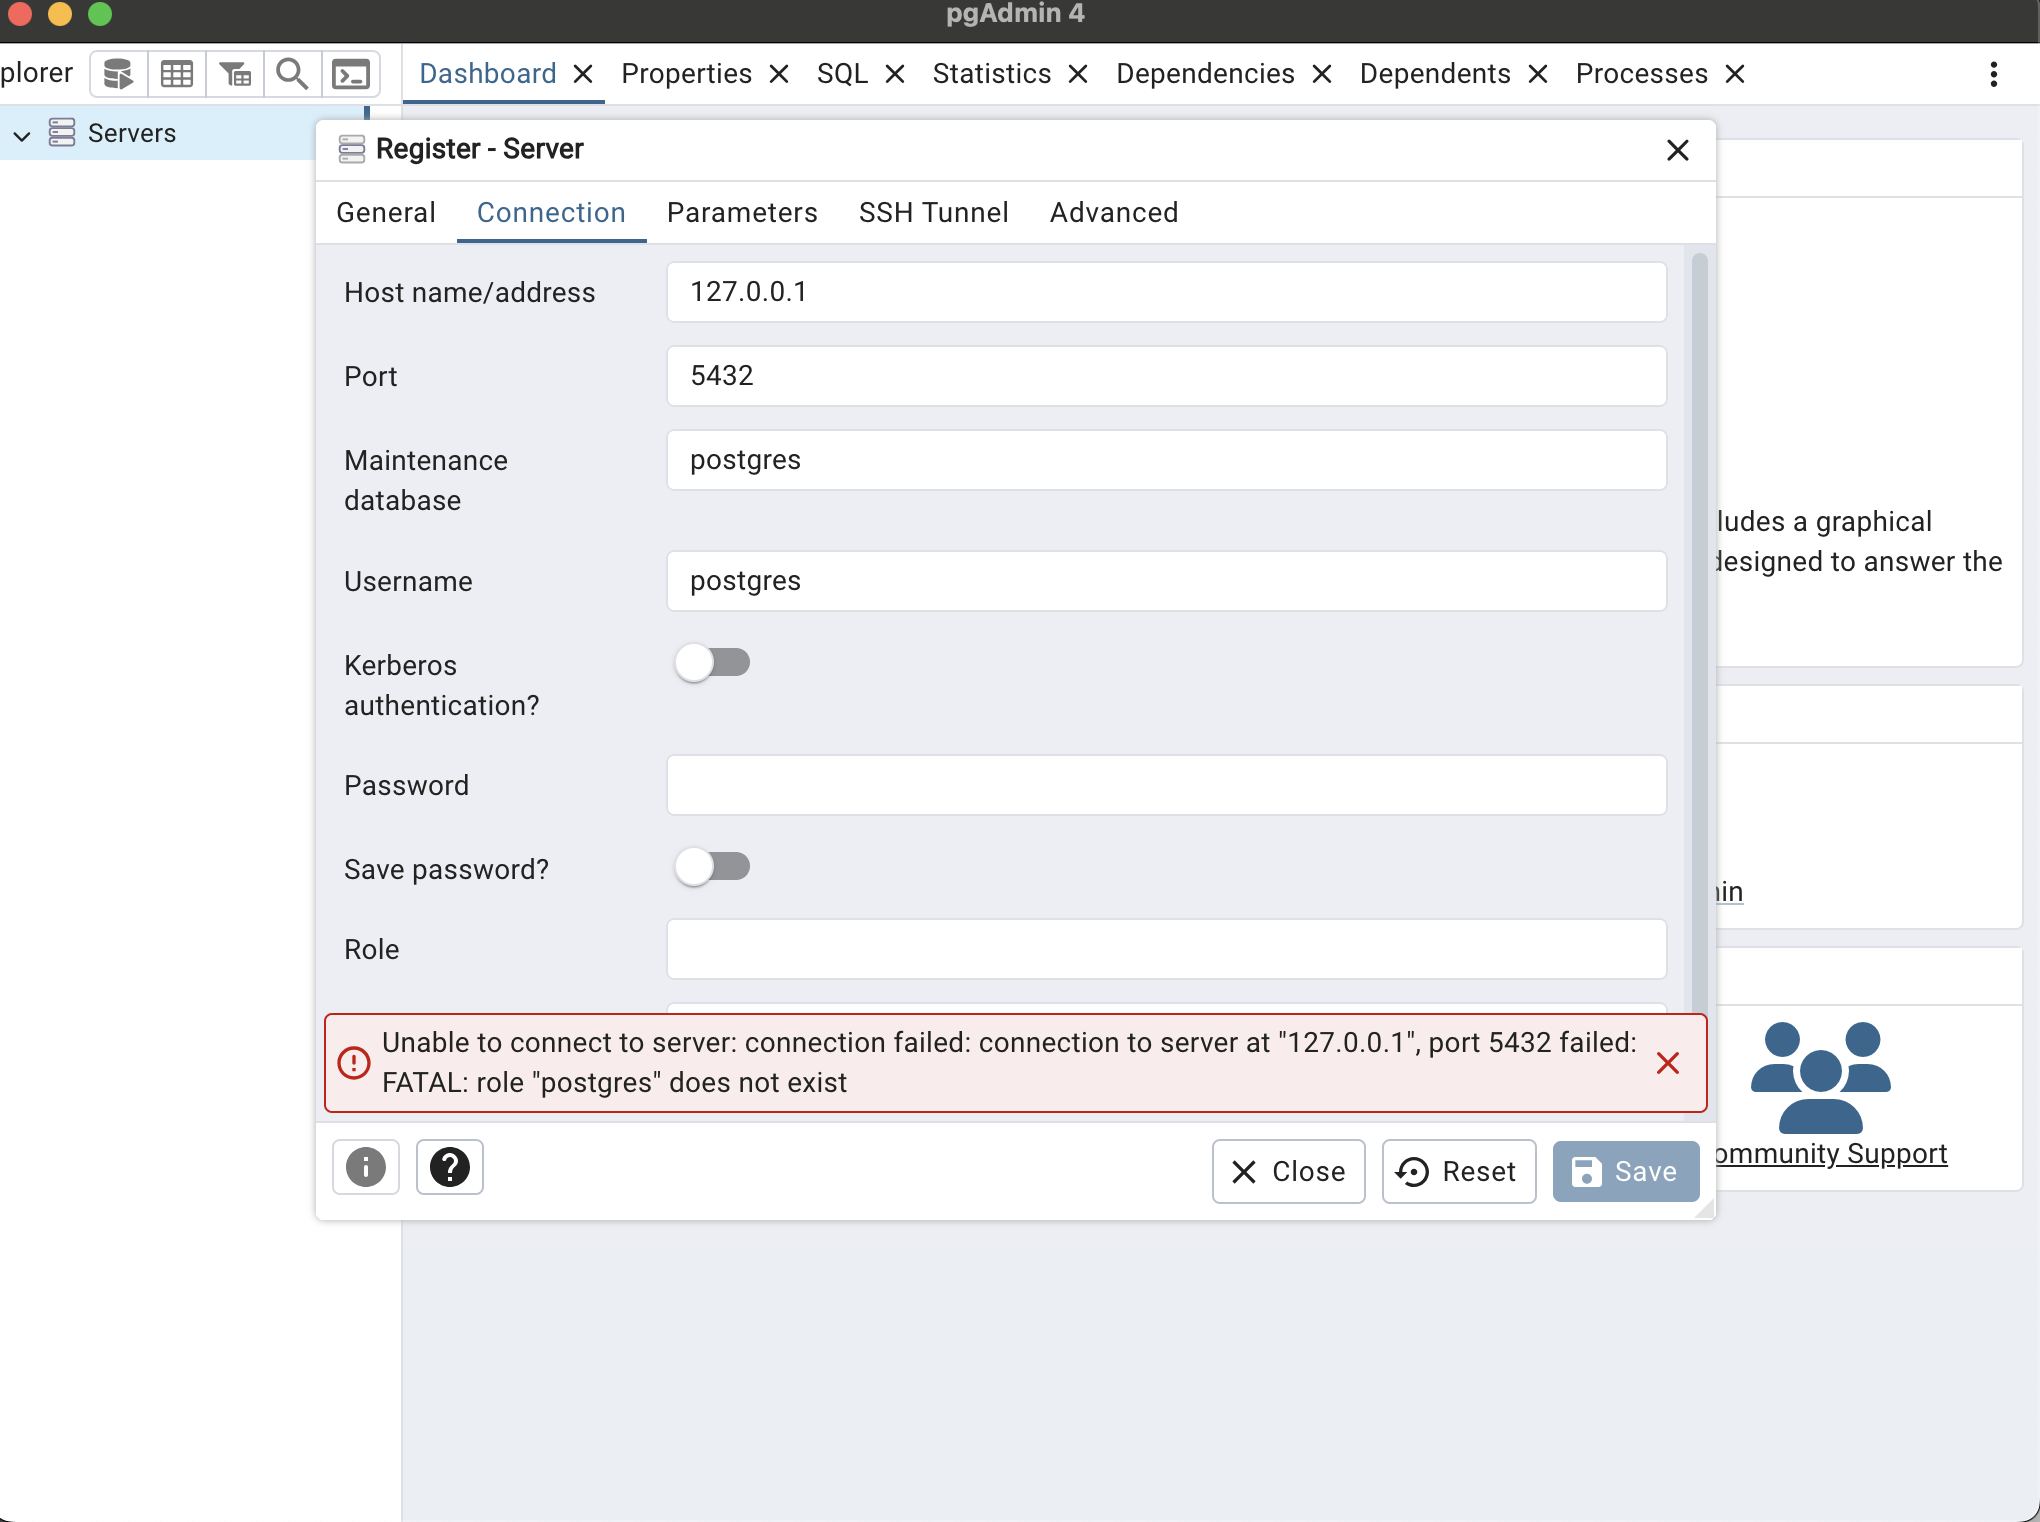 pgAdmin 4
plorer
Dashboard
Properties
SQL
Statistics
Dependencies
Dependents
Processes
Servers
Register - Server
General
Connection
Parameters
SSH Tunnel
Advanced
Host name/address
127.0.0.1
Port
5432
Maintenance
database
postgres
Username
postgres
Kerberos
authentication?
Password
Save password?
Role
Unable to connect to server: connection failed: connection to server at "127.0.0.1", port 5432 failed:
FATAL: role "postgres" does not exist
Close
Reset
Save
ludes a graphical
designed to answer the
in
ommunity Support